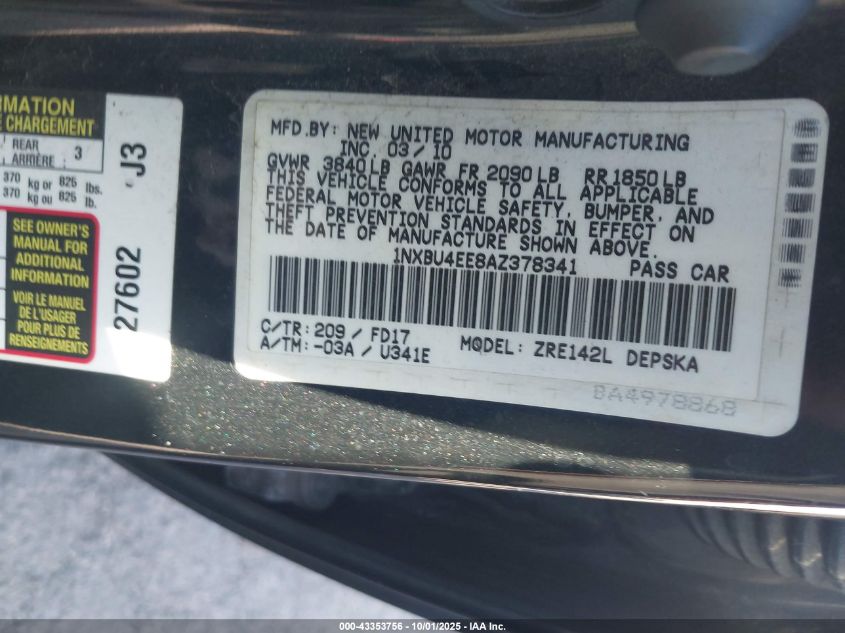 RMATION
E CHARGEMENT
REAR
ARRIÈRE 3
370 kg or 825 lbs.
370 kg ou 825 lb.
SEE OWNER'S
MANUAL FOR
ADDITIONAL
INFORMATION
VOIR LE MANUEL
DE L'USAGER
POUR PLUS DE
RENSEIGNEMENTS
27602 J3
MFD.BY: NEW UNITED MOTOR MANUFACTURING
INC. 03/10
GVWR 3840LB GAWR FR 2090LB RR 1850LB
THIS VEHICLE CONFORMS TO ALL APPLICABLE
FEDERAL MOTOR VEHICLE SAFETY, BUMPER, AND
THEFT PREVENTION STANDARDS IN EFFECT ON
THE DATE OF MANUFACTURE SHOWN ABOVE.
1NXBU4EE8AZ378341 PASS CAR
C/TR: 209 / FD17
A/TM: -03A / U341E MODEL: ZRE142L DEPSKA
BA4978868
000-43353756 - 10/01/2025 - IAA Inc.